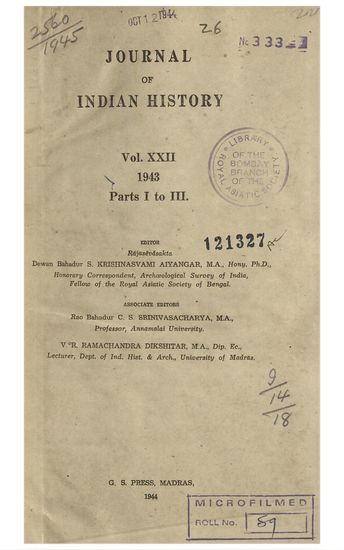 2560
1945
OCT 12 1944
26
No 333
JOURNAL
OF
INDIAN HISTORY
Vol. XXII
1943
Parts I to III.
LIBRARY
OF THE
BOMBAY
BRANCH
OF THE
ROYAL ASIATIC SOCIETY
121327
EDITOR
Rājasēvāsakta
Dewan Bahadur S. KRISHNASVAMI AIYANGAR, M.A., Hony. Ph.D.,
Honorary Correspondent, Archæological Survey of India,
Fellow of the Royal Asiatic Society of Bengal.
ASSOCIATE EDITORS
Rao Bahadur C. S. SRINIVASACHARYA, M.A.,
Professor, Annamalai University.
V. R. RAMACHANDRA DIKSHITAR, M.A., Dip. Ec.,
Lecturer, Dept. of Ind. Hist. & Arch., University of Madras.
9
14
18
G. S. PRESS, MADRAS,
1944
MICROFILMED
ROLL No. 59